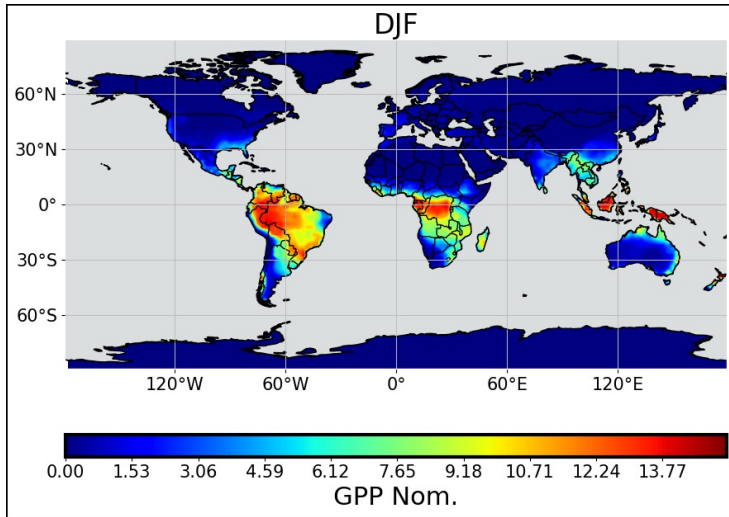 DJF
60°N
30°N
0°
30°S
60°S
120°W 60°W 0° 60°E 120°E
0.00 1.53 3.06 4.59 6.12 7.65 9.18 10.71 12.24 13.77
GPP Nom.